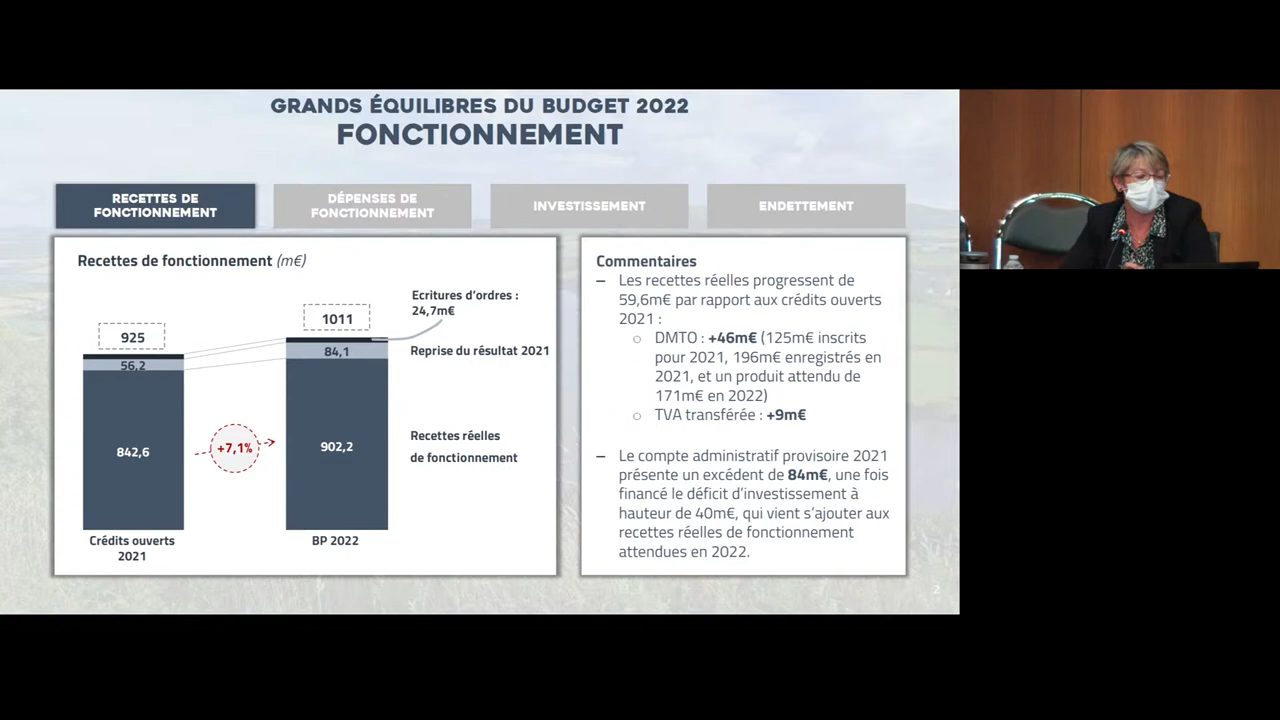 GRANDS ÉQUILIBRES DU BUDGET 2022
FONCTIONNEMENT
RECETTES DE
FONCTIONNEMENT
DÉPENSES DE
FONCTIONNEMENT
INVESTISSEMENT
ENDETTEMENT
Recettes de fonctionnement (m€)
Ecritures d'ordres :
24,7m€
925
1011
56,2
84,1
Reprise du résultat 2021
842,6
+7,1%
902,2
Recettes réelles
de fonctionnement
Crédits ouverts
2021
BP 2022
Commentaires
– Les recettes réelles progressent de
59,6m€ par rapport aux crédits ouverts
2021 :
○ DMTO : +46m€ (125m€ inscrits
pour 2021, 196m€ enregistrés en
2021, et un produit attendu de
171m€ en 2022)
○ TVA transférée : +9m€
– Le compte administratif provisoire 2021
présente un excédent de 84m€, une fois
financé le déficit d'investissement à
hauteur de 40m€, qui vient s'ajouter aux
recettes réelles de fonctionnement
attendues en 2022.
2